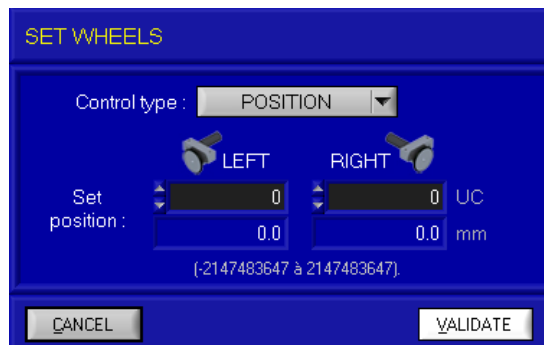 SET WHEELS
Control type : POSITION
LEFT RIGHT
Set position : 0 0 UC
0.0 0.0 mm
(-2147483647 à 2147483647).
CANCEL VALIDATE